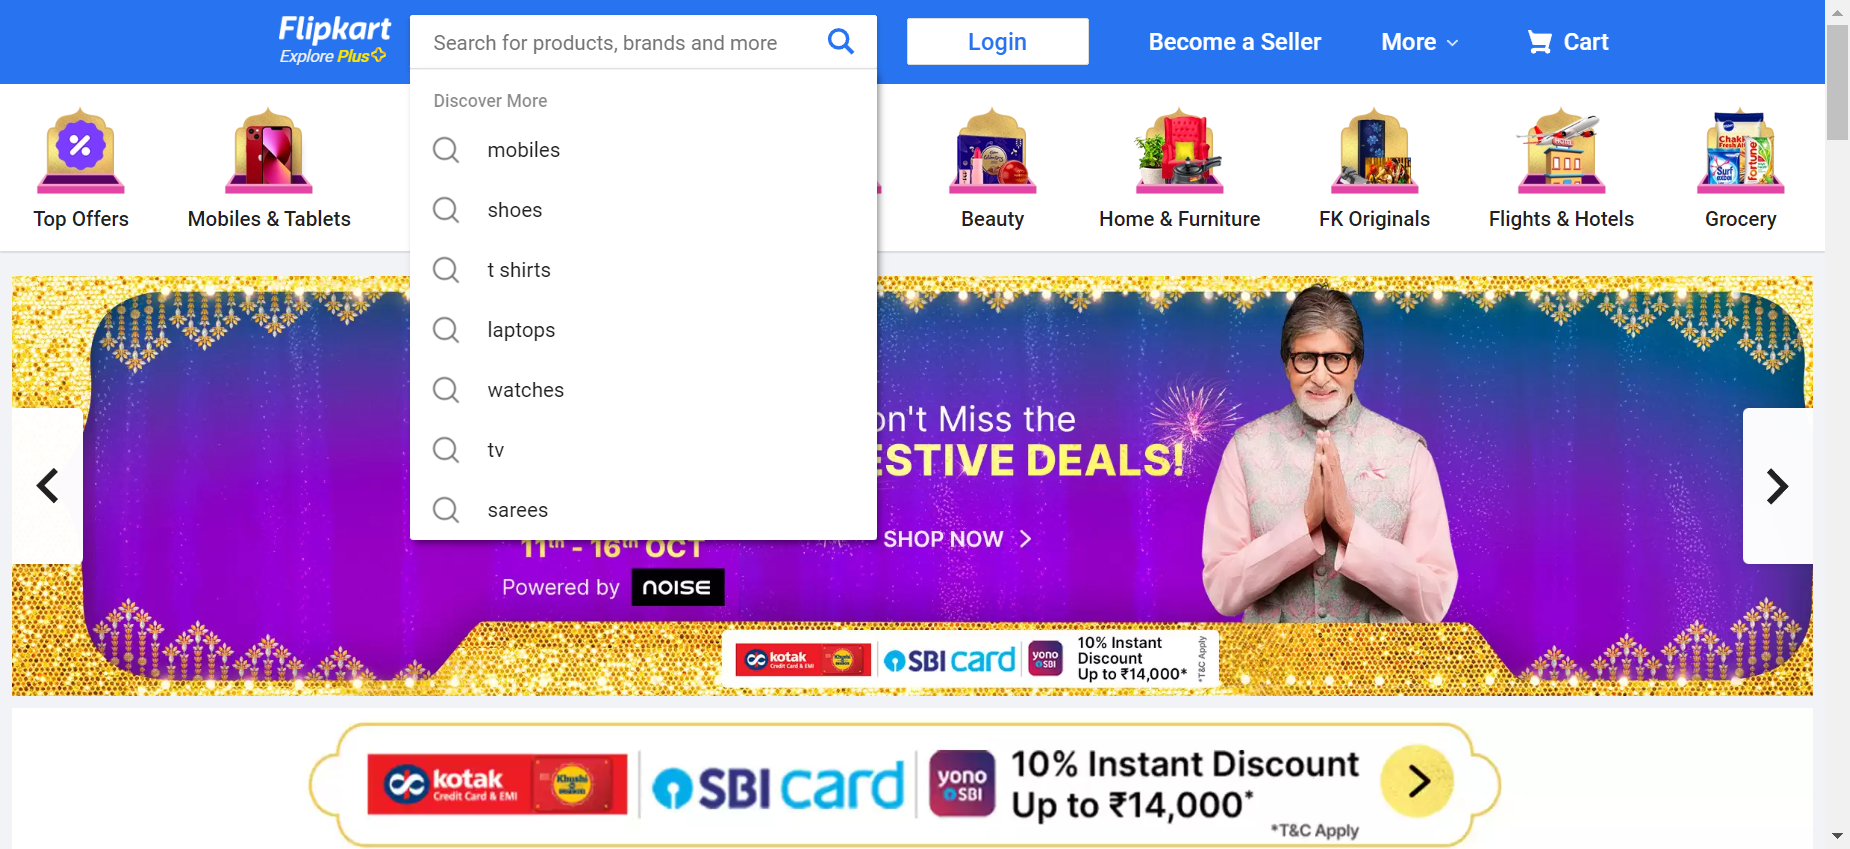 Flipkart
Explore Plus
Search for products, brands and more
Login
Become a Seller
More
Cart
Discover More
mobiles
shoes
t shirts
laptops
watches
tv
sarees
Top Offers
Mobiles & Tablets
Beauty
Home & Furniture
FK Originals
Flights & Hotels
Grocery
on't Miss the
ESTIVE DEALS!
11th - 16th OCT
SHOP NOW
Powered by noise
kotak
Credit Card & EMI
SBI card
yono
SBI
10% Instant
Discount
Up to ₹14,000*
*T&C Apply
kotak
Credit Card & EMI
Khushi
SBI card
yono
SBI
10% Instant Discount
Up to ₹14,000*
*T&C Apply